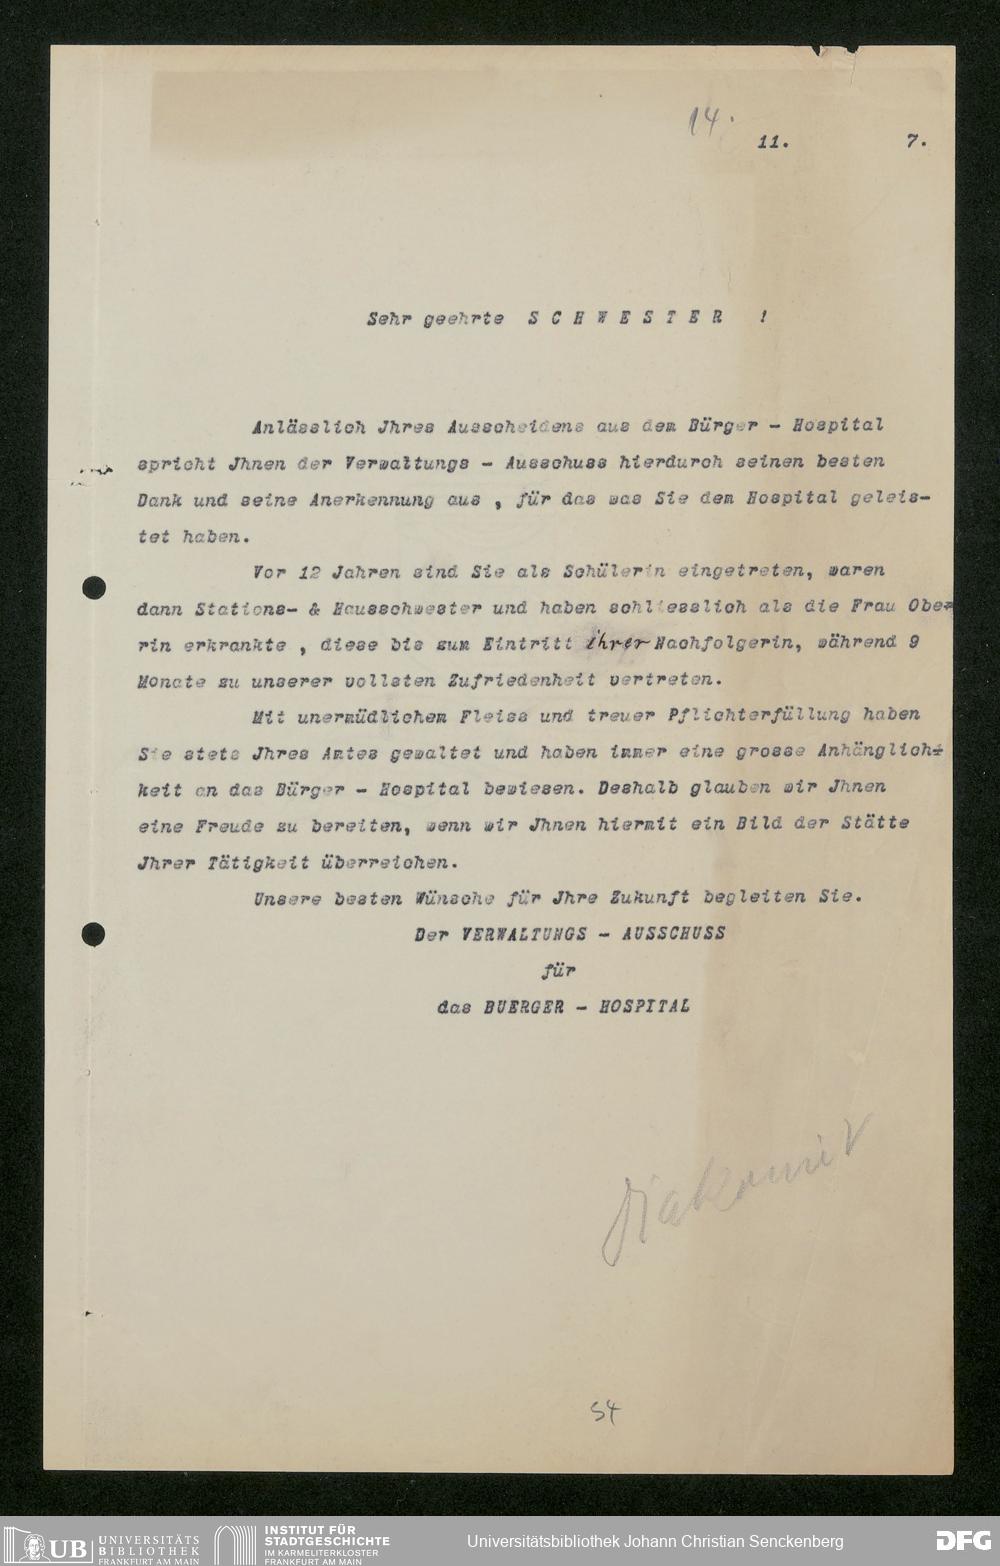 14.
11. 7.
Sehr geehrte S C H W E S T E R !
Anlässlich Jhres Ausscheidens aus dem Bürger - Hospital
spricht Jhnen der Verwaltungs - Ausschuss hierdurch seinen besten
Dank und seine Anerkennung aus , für das was Sie dem Hospital geleis-
tet haben.
Vor 12 Jahren sind Sie als Schülerin eingetreten, waren
dann Stations- & Hausschwester und haben schliesslich als die Frau Obe
rin erkrankte , diese bis zum Eintritt ihrer Nachfolgerin, während 9
Monate zu unserer vollsten Zufriedenheit vertreten.
Mit unermüdlichem Fleiss und treuer Pflichterfüllung haben
Sie stets Jhres Amtes gewaltet und haben immer eine grosse Anhänglich-
keit an das Bürger - Hospital bewiesen. Deshalb glauben wir Jhnen
eine Freude zu bereiten, wenn wir Jhnen hiermit ein Bild der Stätte
Jhrer Tätigkeit überreichen.
Unsere besten Wünsche für Jhre Zukunft begleiten Sie.
Der VERWALTUNGS - AUSSCHUSS
für
das BUERGER - HOSPITAL
54
UB UNIVERSITÄTS
BIBLIOTHEK
FRANKFURT AM MAIN
INSTITUT FÜR
STADTGESCHICHTE
IM KARMELITERKLOSTER
FRANKFURT AM MAIN
Universitätsbibliothek Johann Christian Senckenberg
DFG